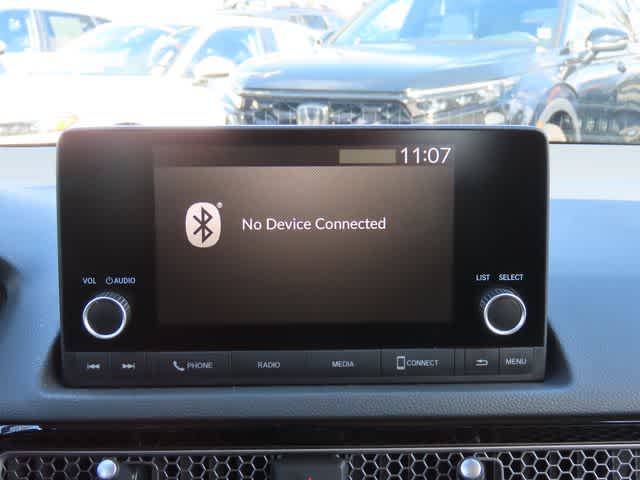 11:07
No Device Connected
VOL AUDIO
LIST SELECT
PHONE RADIO MEDIA CONNECT MENU